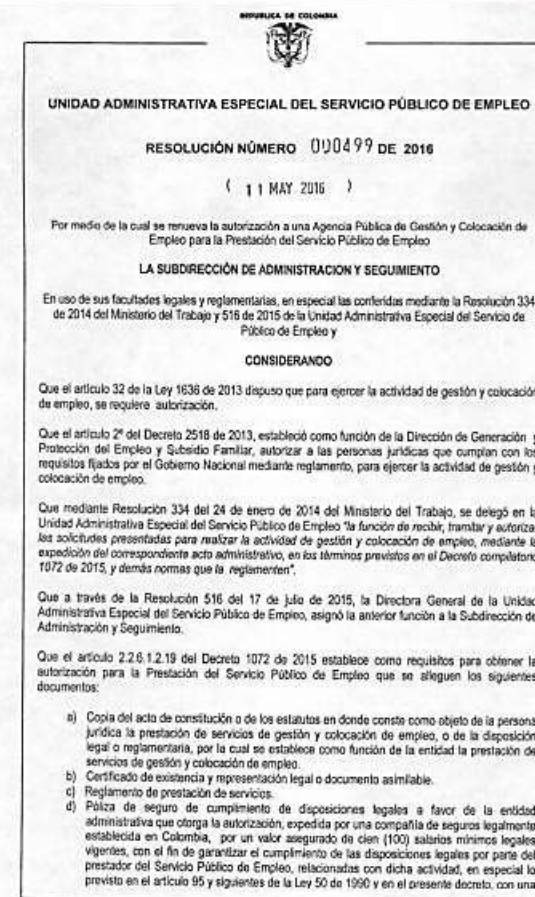 REPUBLICA DE COLOMBIA
UNIDAD ADMINISTRATIVA ESPECIAL DEL SERVICIO PÚBLICO DE EMPLEO
RESOLUCIÓN NÚMERO 000499 DE 2016
( 11 MAY 2016 )
Por medio de la cual se renueva la autorización a una Agencia Pública de Gestión y Colocación de
Empleo para la Prestación del Servicio Público de Empleo
LA SUBDIRECCIÓN DE ADMINISTRACION Y SEGUIMIENTO
En uso de sus facultades legales y reglamentarias, en especial las conferidas mediante la Resolución 334
de 2014 del Ministerio del Trabajo y 516 de 2015 de la Unidad Administrativa Especial del Servicio de
Público de Empleo y
CONSIDERANDO
Que el artículo 32 de la Ley 1636 de 2013 dispuso que para ejercer la actividad de gestión y colocación
de empleo, se requiere autorización.
Que el artículo 2º del Decreto 2518 de 2013, estableció como función de la Dirección de Generación y
Protección del Empleo y Subsidio Familiar, autorizar a las personas jurídicas que cumplan con los
requisitos fijados por el Gobierno Nacional mediante reglamento, para ejercer la actividad de gestión y
colocación de empleo.
Que mediante Resolución 334 del 24 de enero de 2014 del Ministerio del Trabajo, se delegó en la
Unidad Administrativa Especial del Servicio Público de Empleo "la función de recibir, tramitar y autoriza
las solicitudes presentadas para realizar la actividad de gestión y colocación de empleo, mediante la
expedición del correspondiente acto administrativo, en los términos previstos en el Decreto compilatorio
1072 de 2015, y demás normas que la reglamenten".
Que a través de la Resolución 516 del 17 de julio de 2015, la Directora General de la Unidad
Administrativa Especial del Servicio Público de Empleo, asignó la anterior función a la Subdirección de
Administración y Seguimiento.
Que el artículo 2.2.6.1.2.19 del Decreto 1072 de 2015 establece como requisitos para obtener la
autorización para la Prestación del Servicio Público de Empleo que se alleguen los siguientes
documentos:
a) Copia del acto de constitución o de los estatutos en donde conste como objeto de la persona
jurídica la prestación de servicios de gestión y colocación de empleo, o de la disposición
legal o reglamentaria, por la cual se establece como función de la entidad la prestación de
servicios de gestión y colocación de empleo.
b) Certificado de existencia y representación legal o documento asimilable.
c) Reglamento de prestación de servicios.
d) Póliza de seguro de cumplimiento de disposiciones legales a favor de la entidad
administrativa que otorga la autorización, expedida por una compañía de seguros legalmente
establecida en Colombia, por un valor asegurado de cien (100) salarios mínimos legales
vigentes, con el fin de garantizar el cumplimiento de las disposiciones legales por parte del
prestador del Servicio Público de Empleo, relacionadas con dicha actividad, en especial lo
previsto en el artículo 95 y siguientes de la Ley 50 de 1990 y en el presente decreto, con una